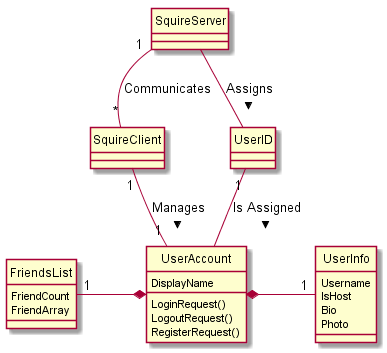 SquireServer
1
Communicates
Assigns
▼
*
SquireClient
UserID
1
1
Manages
▼
Is Assigned
▼
1
UserAccount
DisplayName
LoginRequest()
LogoutRequest()
RegisterRequest()
FriendsList
FriendCount
FriendArray
1
1
UserInfo
Username
IsHost
Bio
Photo